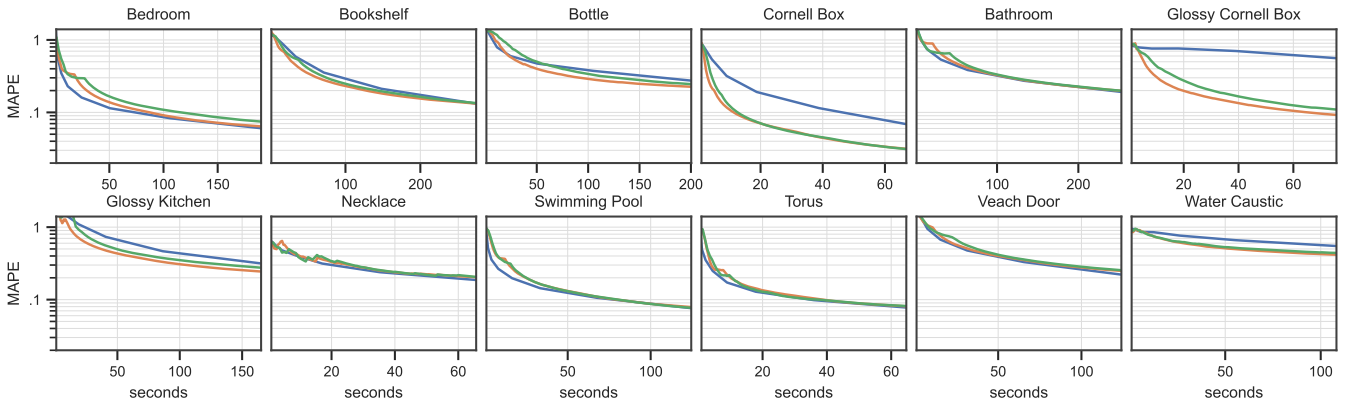 Bedroom Bookshelf Bottle Cornell Box Bathroom Glossy Cornell Box
1
MAPE
.1
50 100 150 100 200 50 100 150 200 20 40 60 100 200 20 40 60
Glossy Kitchen Necklace Swimming Pool Torus Veach Door Water Caustic
1
MAPE
.1
50 100 150 20 40 60 50 100 20 40 60 50 100 50 100
seconds seconds seconds seconds seconds seconds